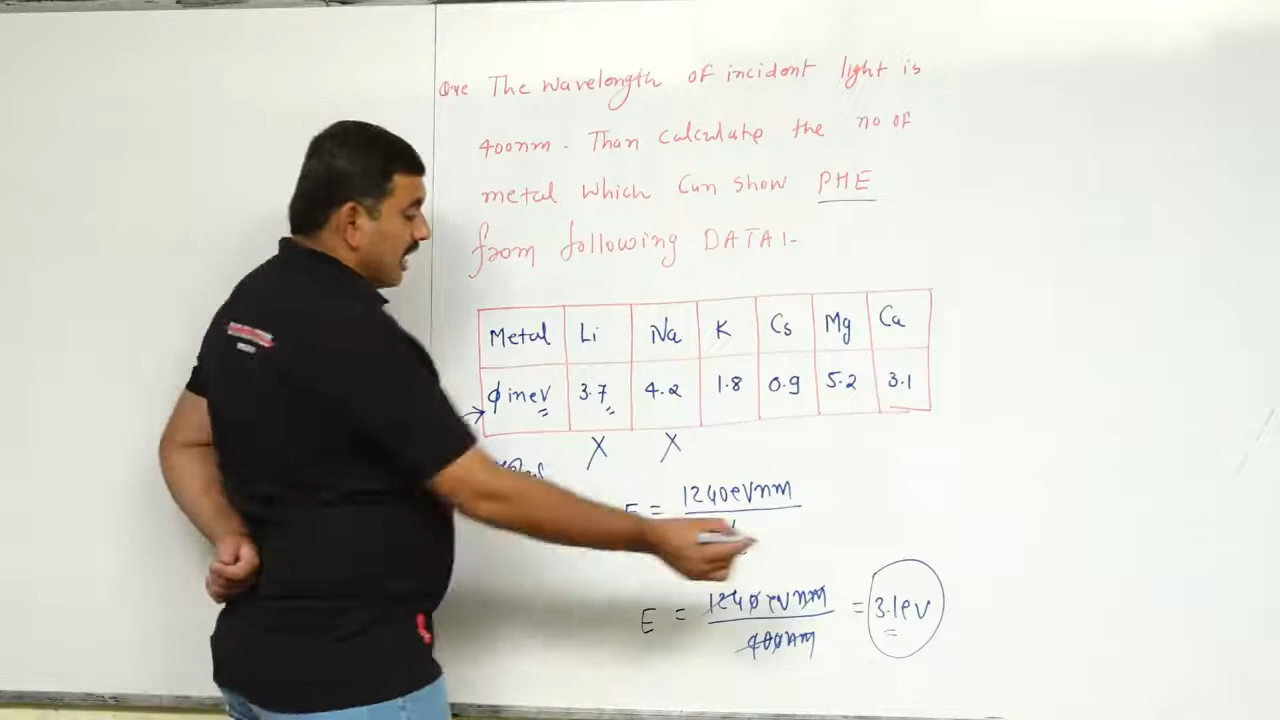 Que The wavelength of incident light is
400nm. Than calculate the no of
metal which can show PHE
from following DATA!-
Metal Li Na K Cs Mg Ca
ϕ in eV 3.7 4.2 1.8 0.9 5.2 3.1
X X
E = 1240eVnm
E = 1240eVnm / 400nm = 3.1eV